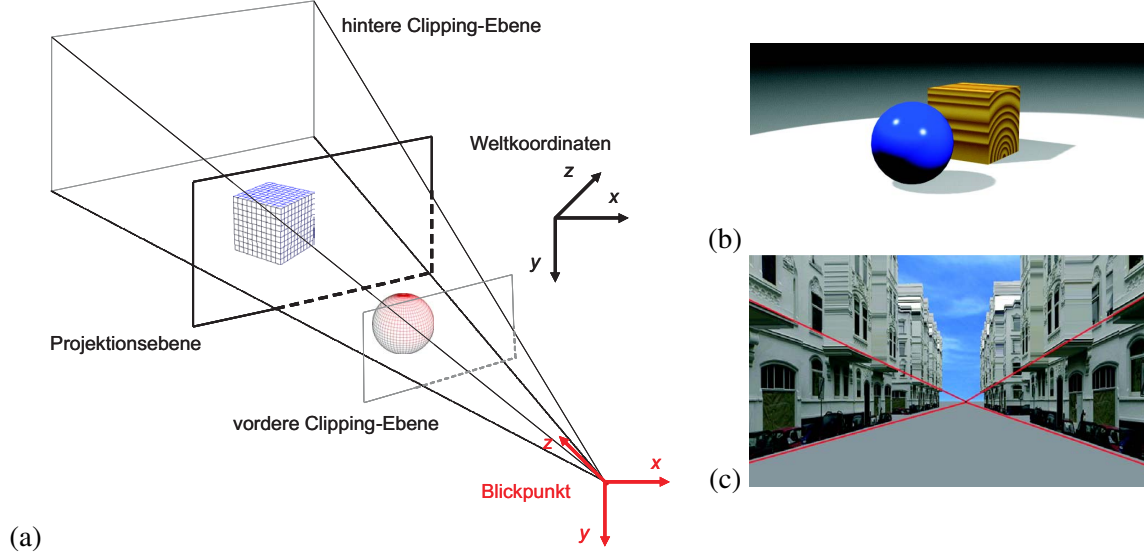 hintere Clipping-Ebene
Weltkoordinaten
z
x
y
Projektionsebene
vordere Clipping-Ebene
z
x
Blickpunkt
y
(a)
(b)
(c)